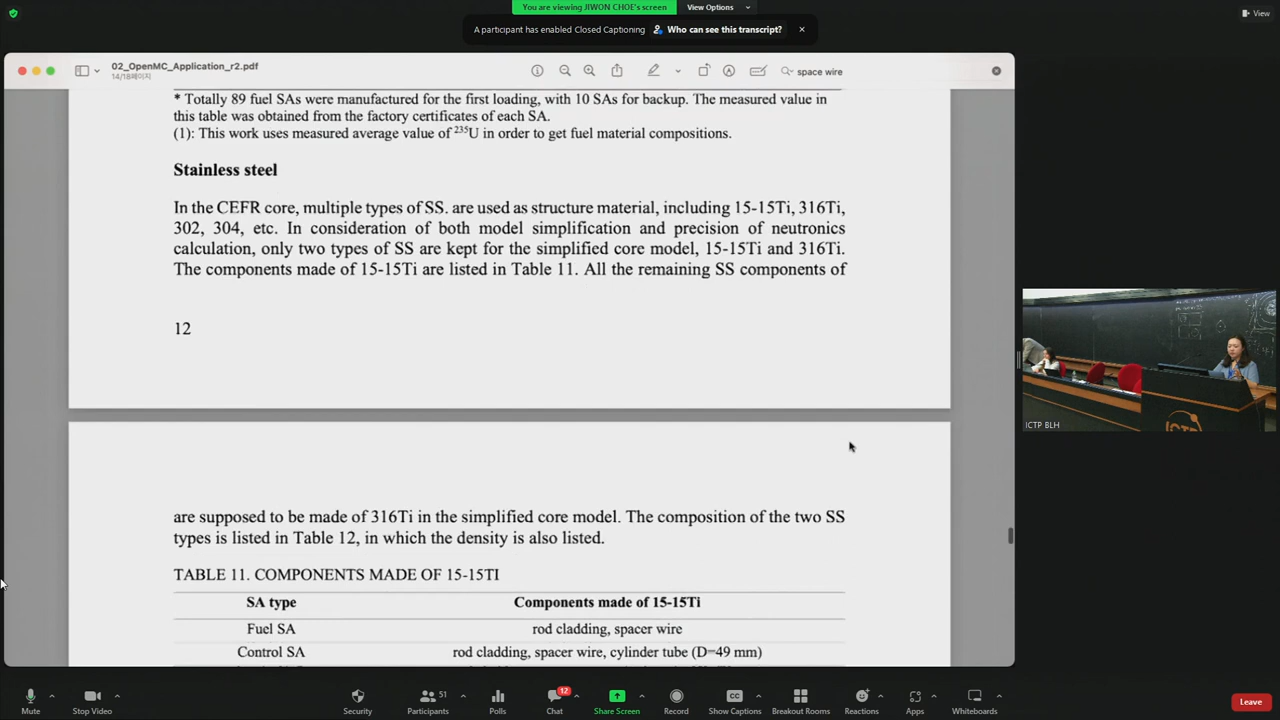 You are viewing JIWON CHOE's screen
View Options
View
A participant has enabled Closed Captioning
Who can see this transcript?
02_OpenMC_Application_r2.pdf
14/18페이지
space wire
* Totally 89 fuel SAs were manufactured for the first loading, with 10 SAs for backup. The measured value in
this table was obtained from the factory certificates of each SA.
(1): This work uses measured average value of 235U in order to get fuel material compositions.
Stainless steel
In the CEFR core, multiple types of SS. are used as structure material, including 15-15Ti, 316Ti,
302, 304, etc. In consideration of both model simplification and precision of neutronics
calculation, only two types of SS are kept for the simplified core model, 15-15Ti and 316Ti.
The components made of 15-15Ti are listed in Table 11. All the remaining SS components of
12
are supposed to be made of 316Ti in the simplified core model. The composition of the two SS
types is listed in Table 12, in which the density is also listed.
TABLE 11. COMPONENTS MADE OF 15-15TI
SA type Components made of 15-15Ti
Fuel SA rod cladding, spacer wire
Control SA rod cladding, spacer wire, cylinder tube (D=49 mm)
ICTP
ICTP BLH
Mute
Stop Video
Security
Participants 51
Polls
Chat 12
Share Screen
Record
Show Captions
Breakout Rooms
Reactions
Apps
Whiteboards
Leave